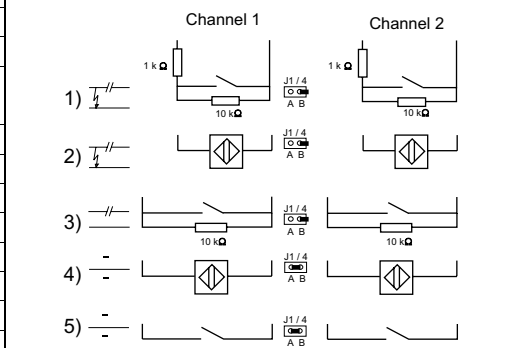 Channel 1 Channel 2
1 kΩ 1 kΩ
1) J1 / 4
A B
10 kΩ 10 kΩ
2) J1 / 4
A B
3) J1 / 4
A B
10 kΩ 10 kΩ
4) J1 / 4
A B
5) J1 / 4
A B